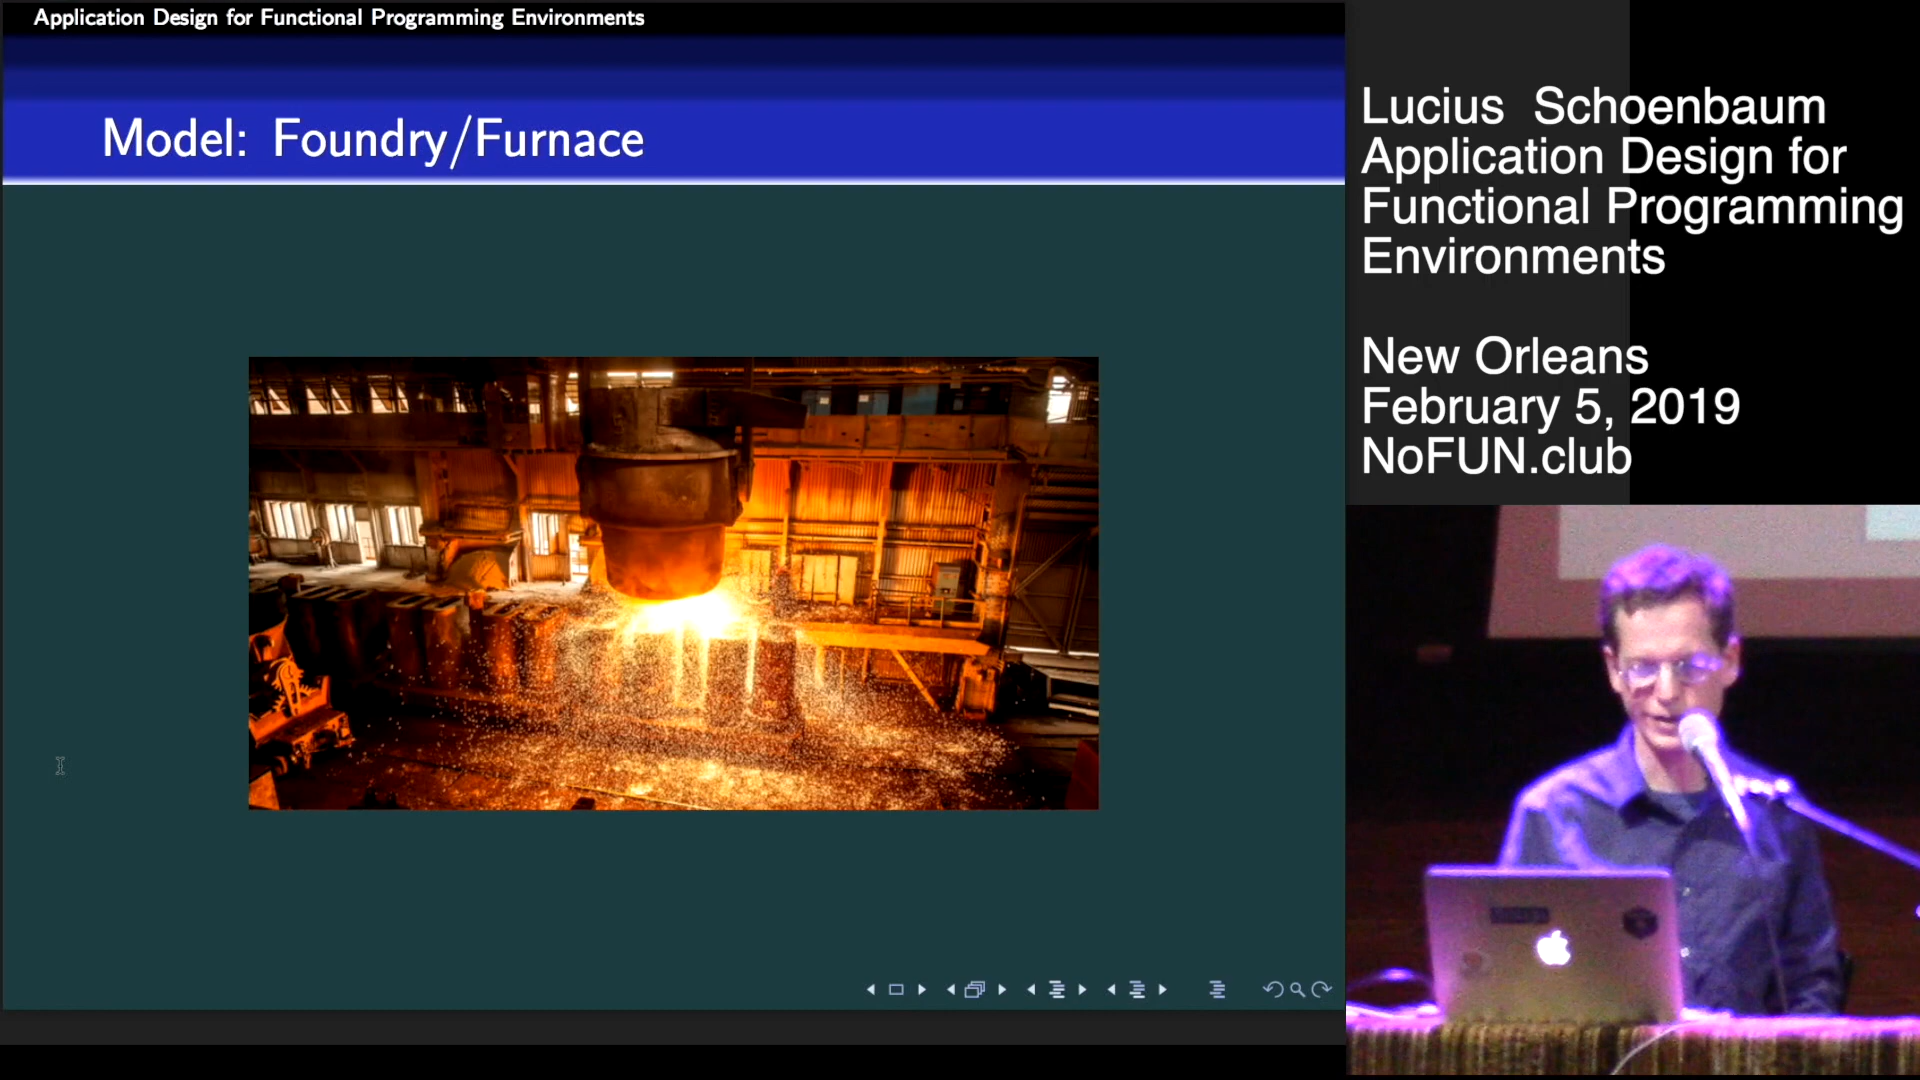 Application Design for Functional Programming Environments
Model: Foundry/Furnace
Lucius Schoenbaum
Application Design for
Functional Programming
Environments
New Orleans
February 5, 2019
NoFUN.club